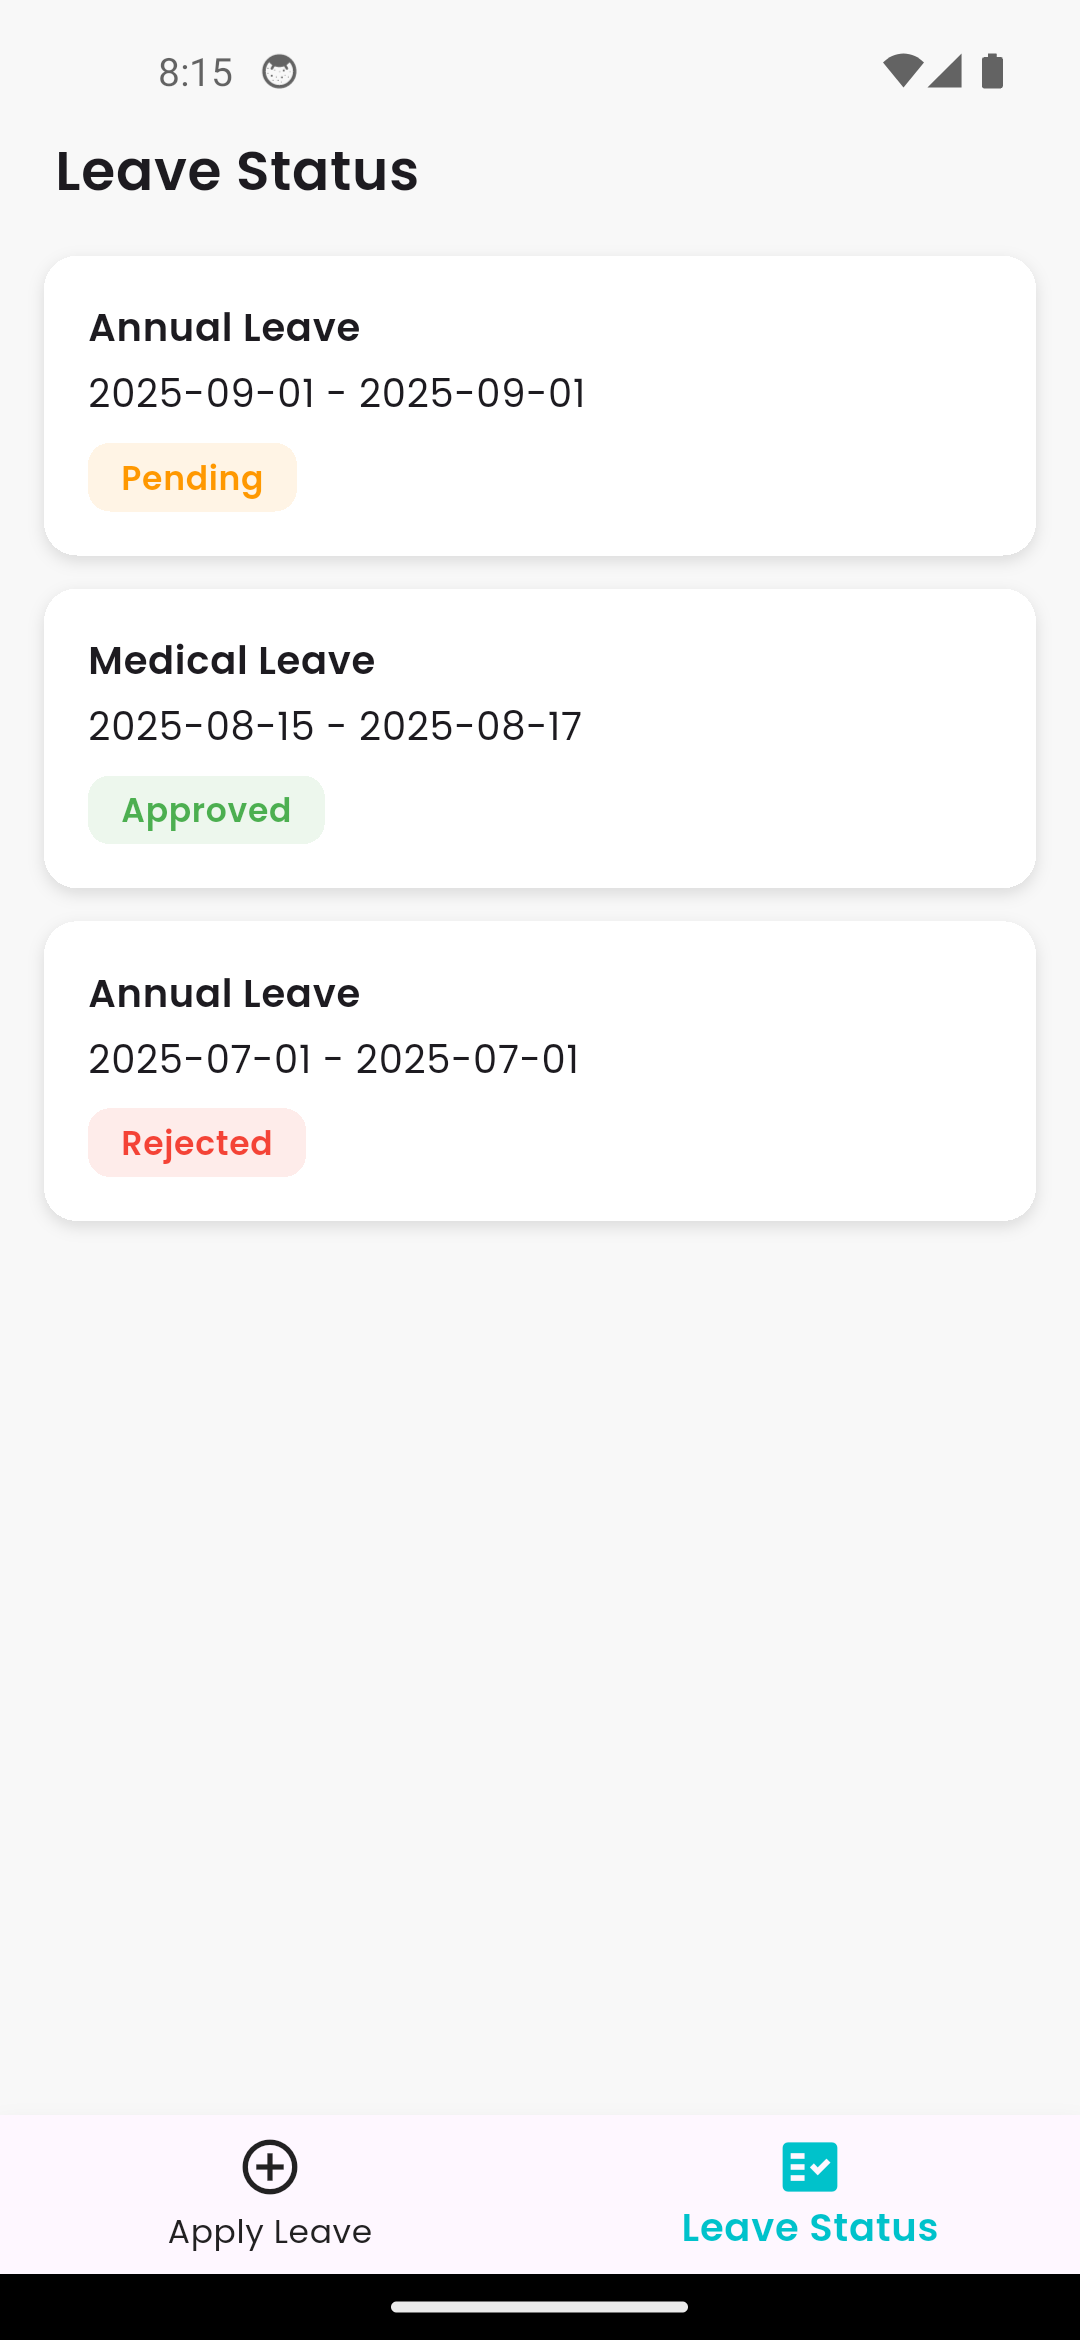 8:15
Leave Status
Annual Leave
2025-09-01 - 2025-09-01
Pending
Medical Leave
2025-08-15 - 2025-08-17
Approved
Annual Leave
2025-07-01 - 2025-07-01
Rejected
Apply Leave
Leave Status